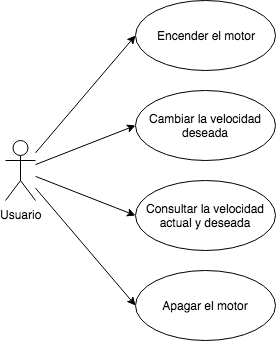 Encender el motor
Cambiar la velocidad
deseada
Usuario
Consultar la velocidad
actual y deseada
Apagar el motor